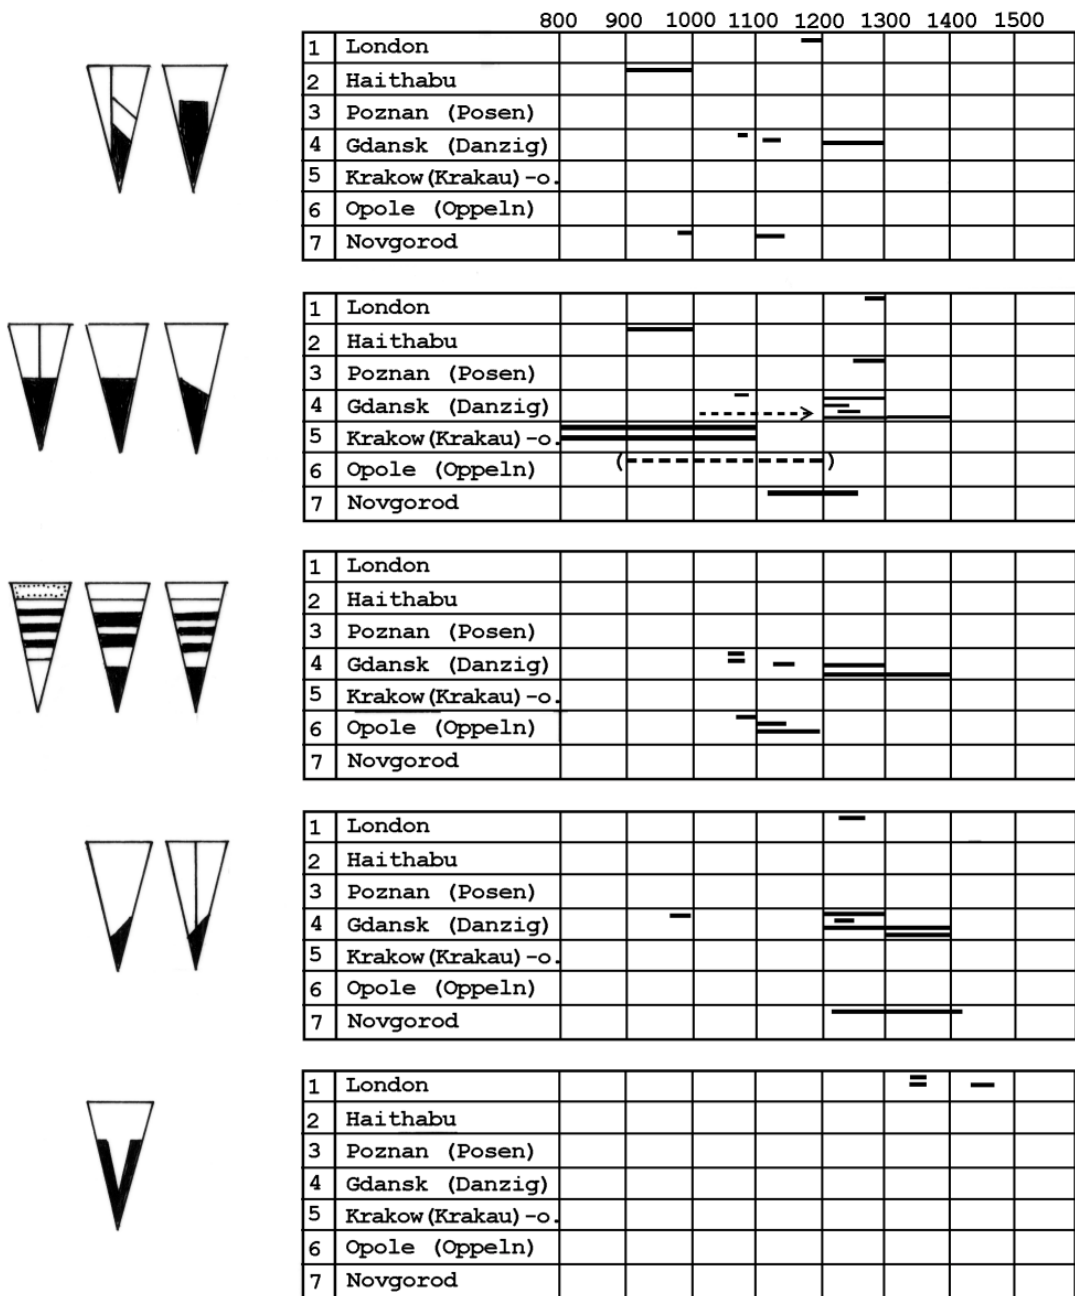 800 900 1000 1100 1200 1300 1400 1500
1 London
2 Haithabu
3 Poznan (Posen)
4 Gdansk (Danzig)
5 Krakow(Krakau)-o.
6 Opole (Oppeln)
7 Novgorod
1 London
2 Haithabu
3 Poznan (Posen)
4 Gdansk (Danzig)
5 Krakow(Krakau)-o.
6 Opole (Oppeln)
7 Novgorod
1 London
2 Haithabu
3 Poznan (Posen)
4 Gdansk (Danzig)
5 Krakow(Krakau)-o.
6 Opole (Oppeln)
7 Novgorod
1 London
2 Haithabu
3 Poznan (Posen)
4 Gdansk (Danzig)
5 Krakow(Krakau)-o.
6 Opole (Oppeln)
7 Novgorod
1 London
2 Haithabu
3 Poznan (Posen)
4 Gdansk (Danzig)
5 Krakow(Krakau)-o.
6 Opole (Oppeln)
7 Novgorod